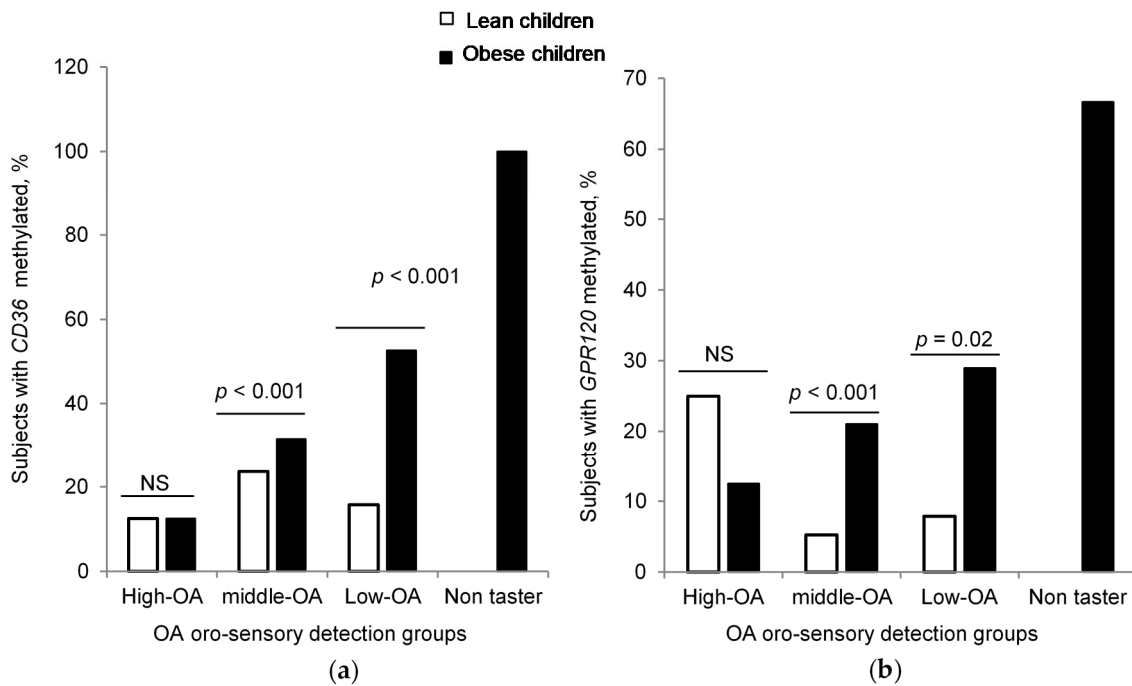 Lean children
Obese children
120
100
80
60
40
20
0
Subjects with CD36 methylated, %
NS
p < 0.001
p < 0.001
High-OA middle-OA Low-OA Non taster
OA oro-sensory detection groups
(a)
70
60
50
40
30
20
10
0
Subjects with GPR120 methylated, %
NS
p < 0.001
p = 0.02
High-OA middle-OA Low-OA Non taster
OA oro-sensory detection groups
(b)